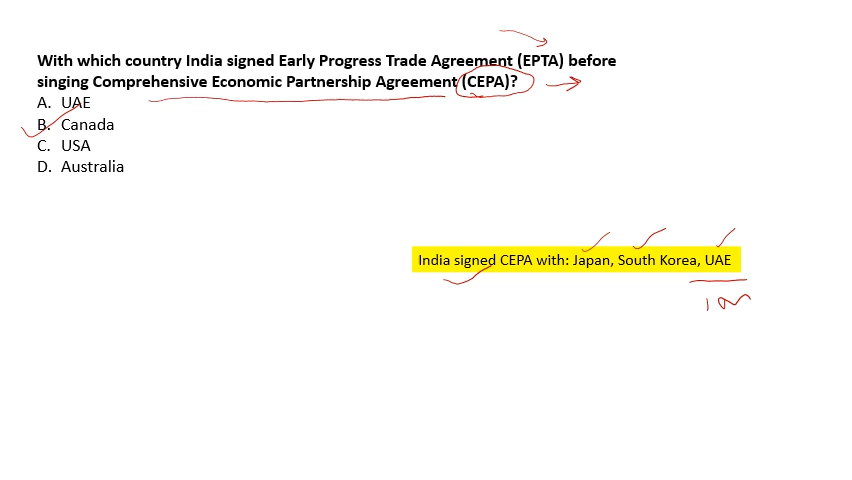 With which country India signed Early Progress Trade Agreement (EPTA) before
singing Comprehensive Economic Partnership Agreement (CEPA)?
A. UAE
B. Canada
C. USA
D. Australia
India signed CEPA with: Japan, South Korea, UAE